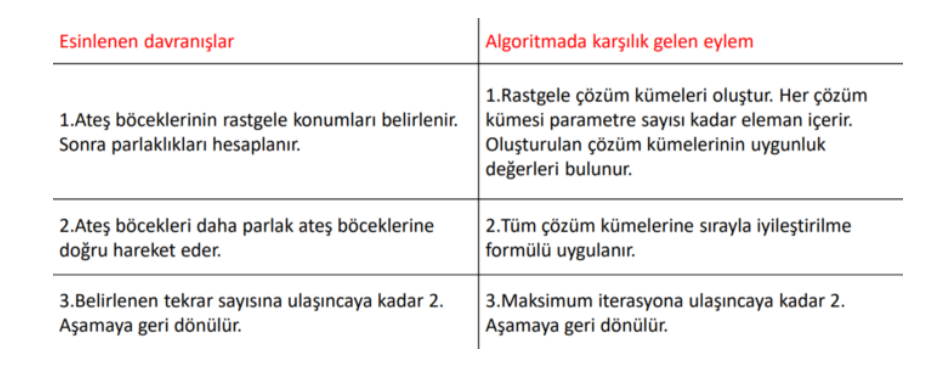 Esinlenen davranışlar
Algoritmada karşılık gelen eylem
1.Ateş böceklerinin rastgele konumları belirlenir.
Sonra parlaklıkları hesaplanır.
1.Rastgele çözüm kümeleri oluştur. Her çözüm
kümesi parametre sayısı kadar eleman içerir.
Oluşturulan çözüm kümelerinin uygunluk
değerleri bulunur.
2.Ateş böcekleri daha parlak ateş böceklerine
doğru hareket eder.
2.Tüm çözüm kümelerine sırayla iyileştirilme
formülü uygulanır.
3.Belirlenen tekrar sayısına ulaşıncaya kadar 2.
Aşamaya geri dönülür.
3.Maksimum iterasyona ulaşıncaya kadar 2.
Aşamaya geri dönülür.